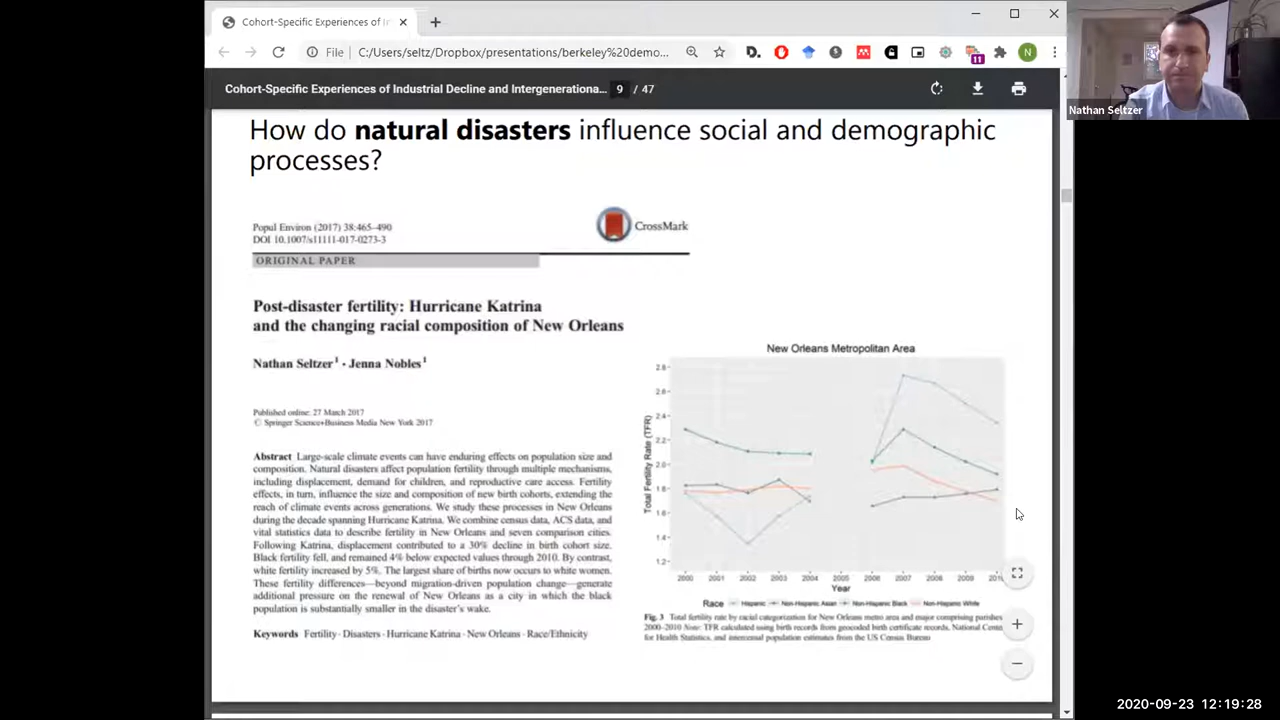 Cohort-Specific Experiences of In
File
C:/Users/seltz/Dropbox/presentations/berkeley%20demo...
11
N
Nathan Seltzer
Cohort-Specific Experiences of Industrial Decline and Intergenerationa...
9 / 47
How do natural disasters influence social and demographic
processes?
Popul Environ (2017) 38:465–490
DOI 10.1007/s11111-017-0273-3
CrossMark
ORIGINAL PAPER
Post-disaster fertility: Hurricane Katrina
and the changing racial composition of New Orleans
Nathan Seltzer¹ · Jenna Nobles¹
Published online: 27 March 2017
© Springer Science+Business Media New York 2017
Abstract Large-scale climate events can have enduring effects on population size and
composition. Natural disasters affect population fertility through multiple mechanisms,
including displacement, demand for children, and reproductive care access. Fertility
effects, in turn, influence the size and composition of new birth cohorts, extending the
reach of climate events across generations. We study these processes in New Orleans
during the decade spanning Hurricane Katrina. We combine census data, ACS data, and
vital statistics data to describe fertility in New Orleans and seven comparison cities.
Following Katrina, displacement contributed to a 30% decline in birth cohort size.
Black fertility fell, and remained 4% below expected values through 2010. By contrast,
white fertility increased by 5%. The largest share of births now occurs to white women.
These fertility differences—beyond migration-driven population change—generate
additional pressure on the renewal of New Orleans as a city in which the black
population is substantially smaller in the disaster's wake.
Keywords Fertility · Disasters · Hurricane Katrina · New Orleans · Race/Ethnicity
New Orleans Metropolitan Area
Total Fertility Rate (TFR)
2.8
2.6
2.4
2.2
2.0
1.8
1.6
1.4
1.2
2000 2001 2002 2003 2004 2005 2006 2007 2008 2009 201
Year
Race Hispanic Non-Hispanic Asian Non-Hispanic Black Non-Hispanic White
Fig. 3 Total fertility rate by racial categorization for New Orleans metro area and major comprising parishes
2000–2010 Note: TFR calculated using birth records from geocoded birth certificate records, National Cente
for Health Statistics, and intercensal population estimates from the US Census Bureau
2020-09-23 12:19:28